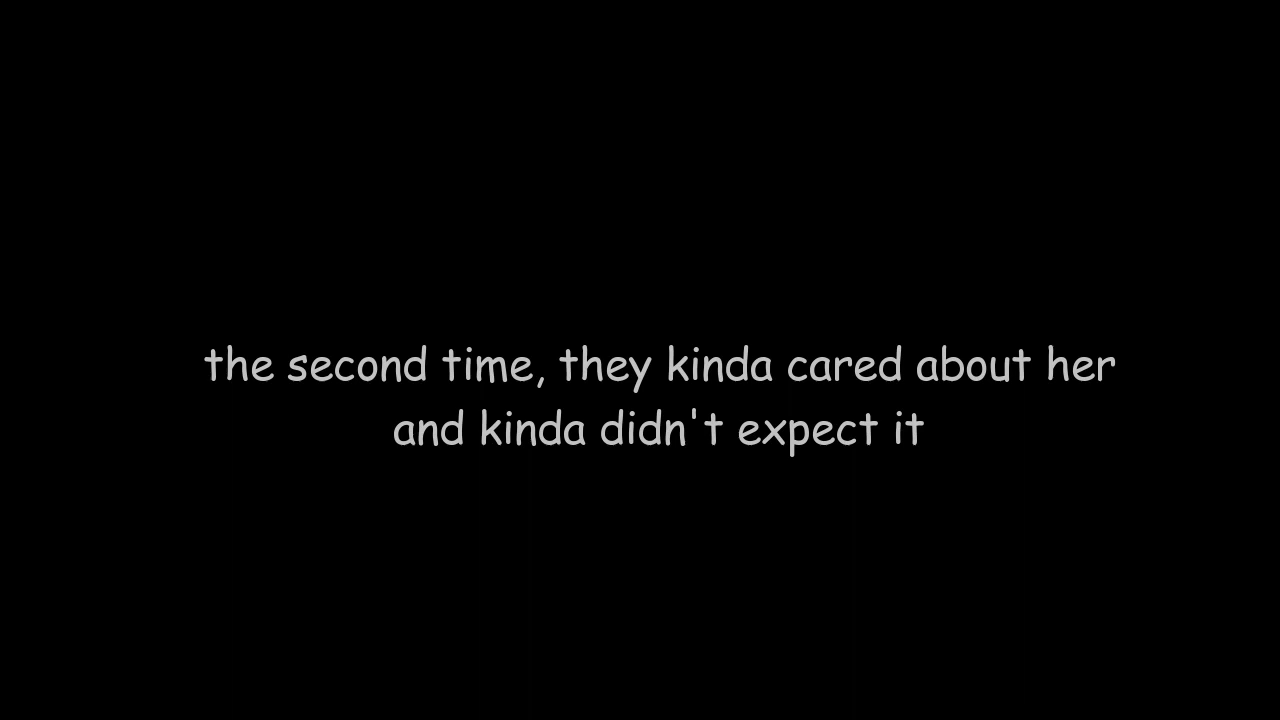 the second time, they kinda cared about her
and kinda didn't expect it